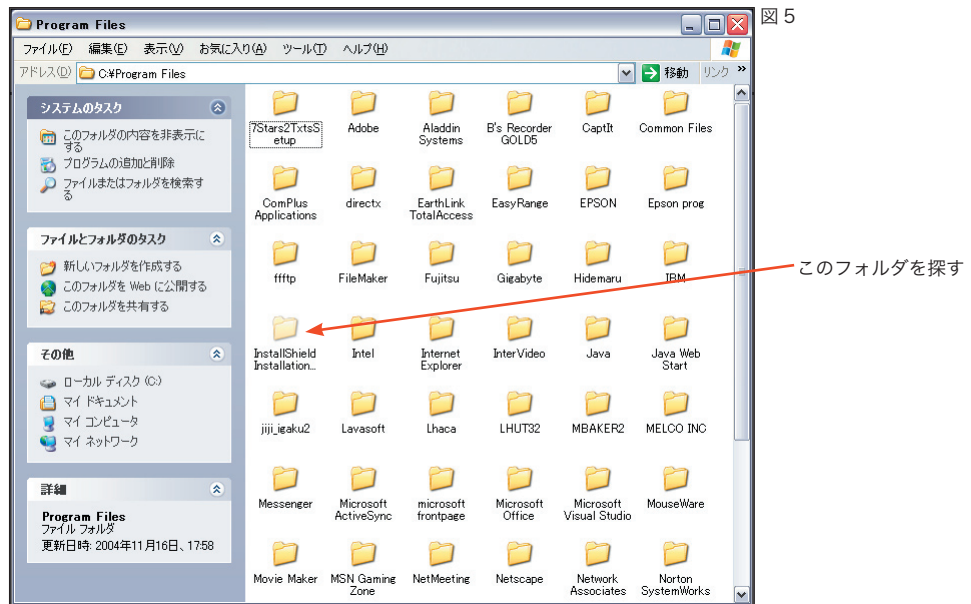 図 5
Program Files
ファイル(F) 編集(E) 表示(V) お気に入り(A) ツール(T) ヘルプ(H)
アドレス(D) C:¥Program Files 移動 リンク »
システムのタスク
このフォルダの内容を非表示に
する
プログラムの追加と削除
ファイルまたはフォルダを検索す
る
ファイルとフォルダのタスク
新しいフォルダを作成する
このフォルダを Web に公開する
このフォルダを共有する
その他
ローカル ディスク (C:)
マイ ドキュメント
マイ コンピュータ
マイ ネットワーク
詳細
Program Files
ファイル フォルダ
更新日時: 2004年11月16日、17:58
7Stars2TxtsS
etup
Adobe
Aladdin
Systems
B's Recorder
GOLD5
CaptIt
Common Files
ComPlus
Applications
directx
EarthLink
TotalAccess
EasyRange
EPSON
Epson prog
ffftp
FileMaker
Fujitsu
Gigabyte
Hidemaru
IBM
InstallShield
Installation...
Intel
Internet
Explorer
InterVideo
Java
Java Web
Start
jiji_igaku2
Lavasoft
Lhaca
LHUT32
MBAKER2
MELCO INC
Messenger
Microsoft
ActiveSync
microsoft
frontpage
Microsoft
Office
Microsoft
Visual Studio
MouseWare
Movie Maker
MSN Gaming
Zone
NetMeeting
Netscape
Network
Associates
Norton
SystemWorks
このフォルダを探す